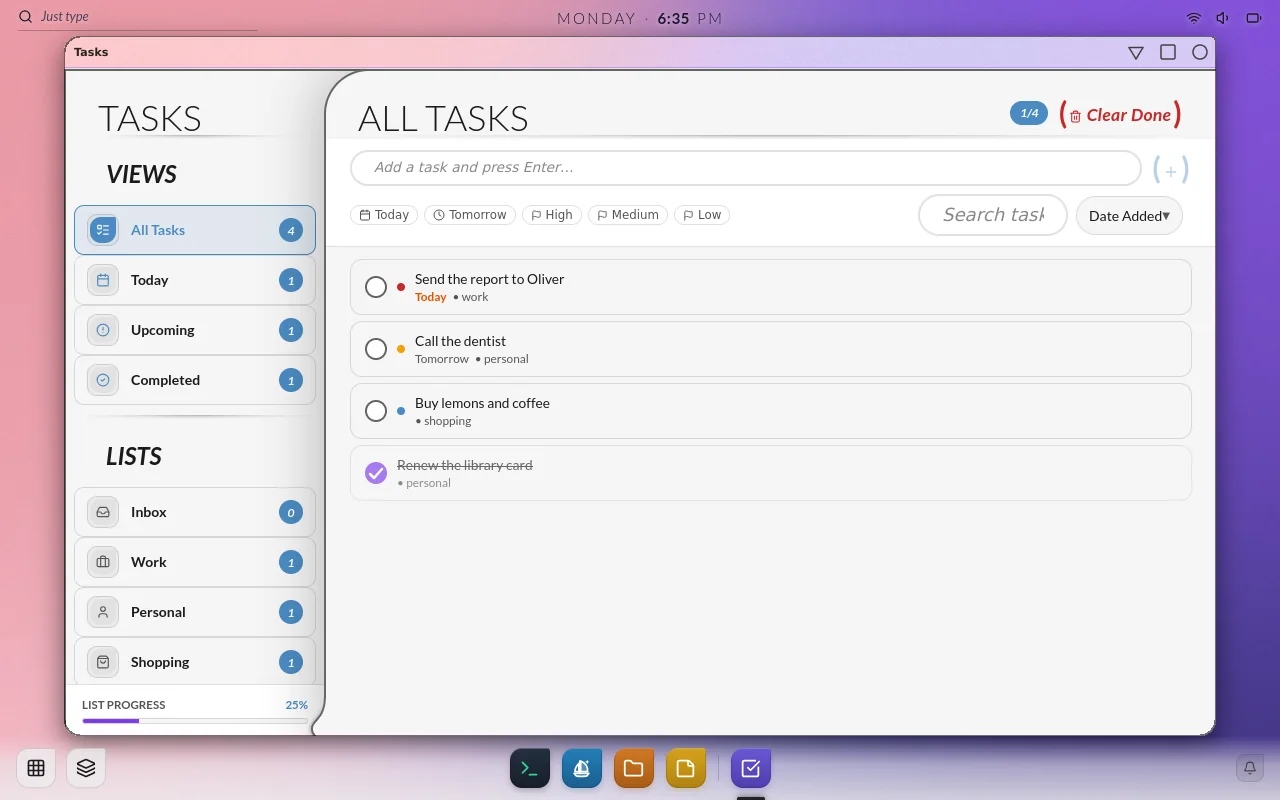 Just type
MONDAY · 6:35 PM
Tasks
TASKS
VIEWS
All Tasks 4
Today 1
Upcoming 1
Completed 1
LISTS
Inbox 0
Work 1
Personal 1
Shopping 1
LIST PROGRESS 25%
ALL TASKS
1/4
Clear Done
Add a task and press Enter...
Today
Tomorrow
High
Medium
Low
Search task
Date Added▾
Send the report to Oliver
Today • work
Call the dentist
Tomorrow • personal
Buy lemons and coffee
• shopping
Renew the library card
• personal